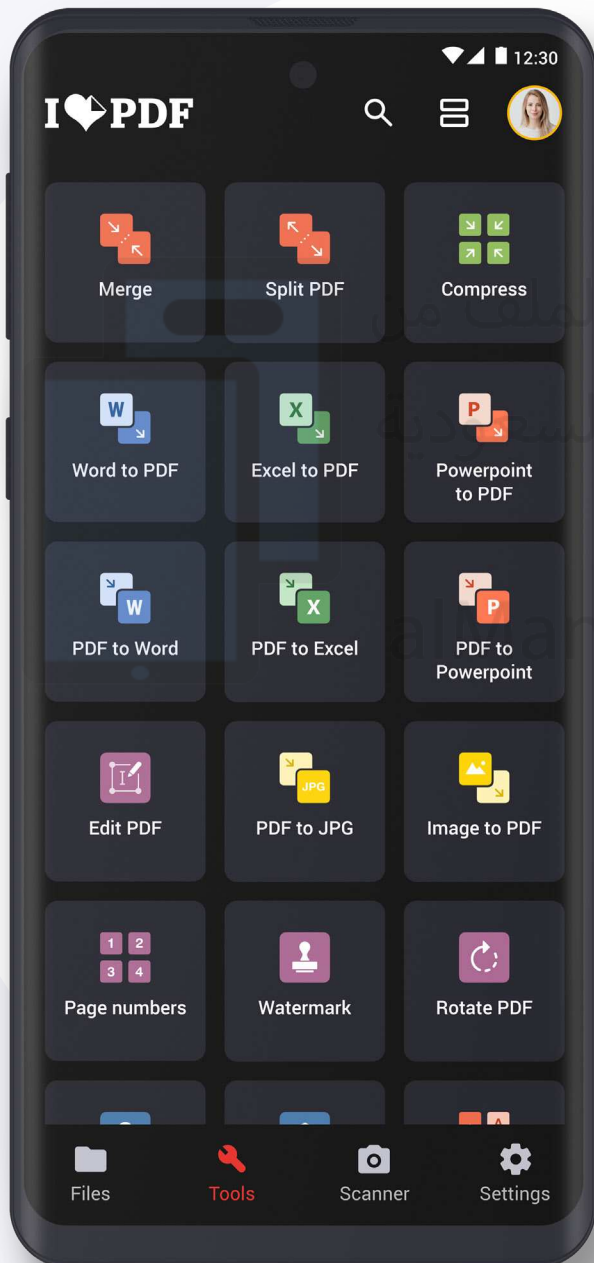 12:30
I PDF
Merge
Split PDF
Compress
الملف من
W
X
P
Word to PDF
Excel to PDF
Powerpoint
to PDF
W
X
P
PDF to Word
PDF to Excel
PDF to
Powerpoint
JPG
Edit PDF
PDF to JPG
Image to PDF
1 2
3 4
Page numbers
Watermark
Rotate PDF
A
Files
Tools
Scanner
Settings